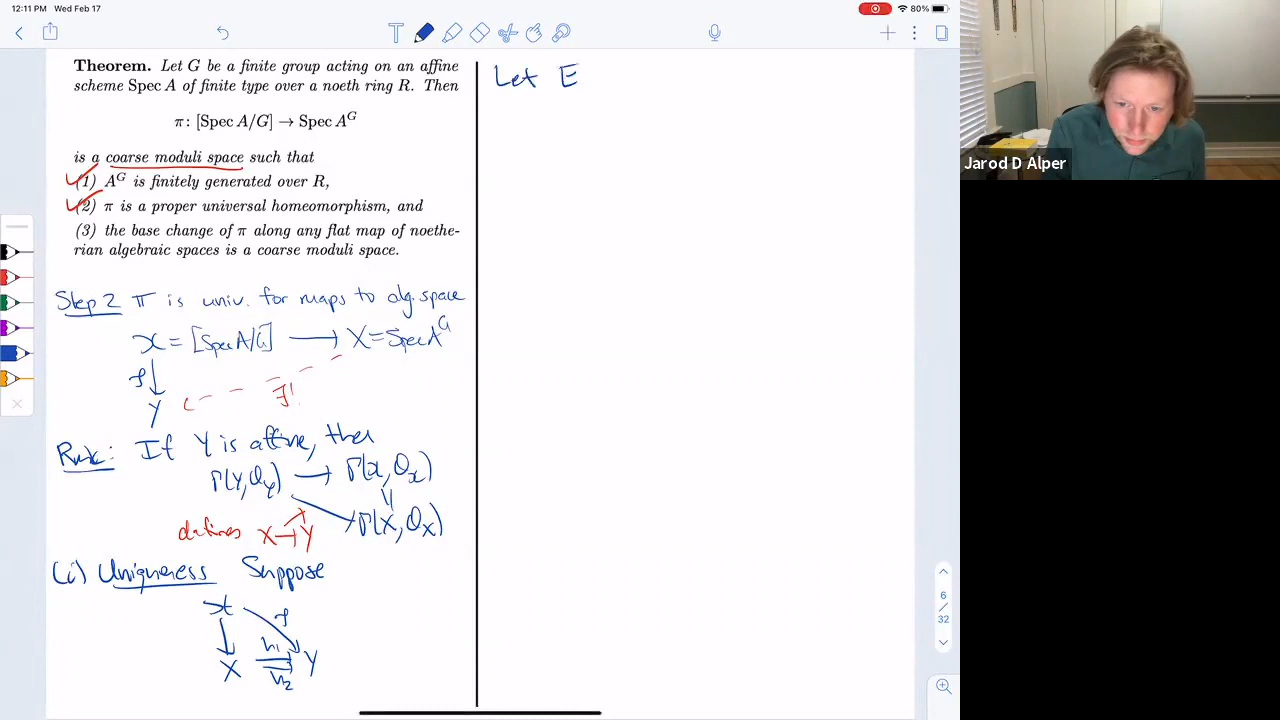 12:11 PM Wed Feb 17
80%
Theorem. Let G be a finite group acting on an affine
scheme Spec A of finite type over a noeth ring R. Then
π: [Spec A/G] → Spec A^G
is a coarse moduli space such that
(1) A^G is finitely generated over R,
(2) π is a proper universal homeomorphism, and
(3) the base change of π along any flat map of noethe-
rian algebraic spaces is a coarse moduli space.
Step 2 π is univ. for maps to alg. space
𝒳 = [Spec A/G] → X = Spec A^G
Y ∃!
Rmk: If Y is affine, then
Γ(Y, O_Y) → Γ(𝒳, O_𝒳)
Γ(X, O_X)
defines X → Y
(i) Uniqueness Suppose
𝒳
X h1 h2 Y
Let E
Jarod D Alper
6
/
32